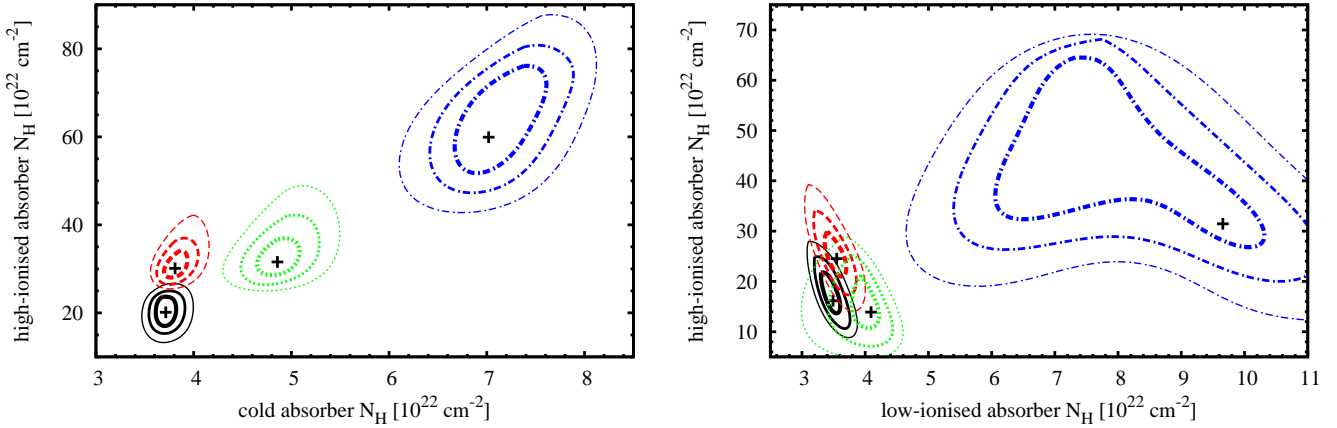 high-ionised absorber N_H [10^22 cm^-2]
80
60
40
20
3 4 5 6 7 8
cold absorber N_H [10^22 cm^-2]
high-ionised absorber N_H [10^22 cm^-2]
70
60
50
40
30
20
10
3 4 5 6 7 8 9 10 11
low-ionised absorber N_H [10^22 cm^-2]